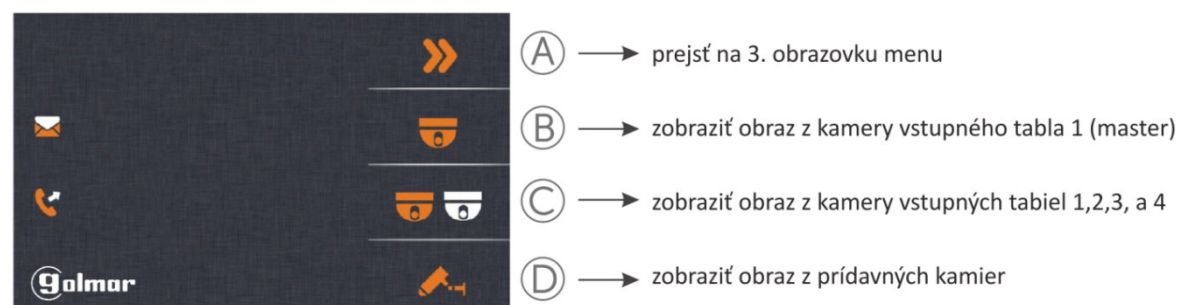 A prejsť na 3. obrazovku menu
B zobraziť obraz z kamery vstupného tabla 1 (master)
C zobraziť obraz z kamery vstupných tabiel 1,2,3, a 4
golmar
D zobraziť obraz z prídavných kamier